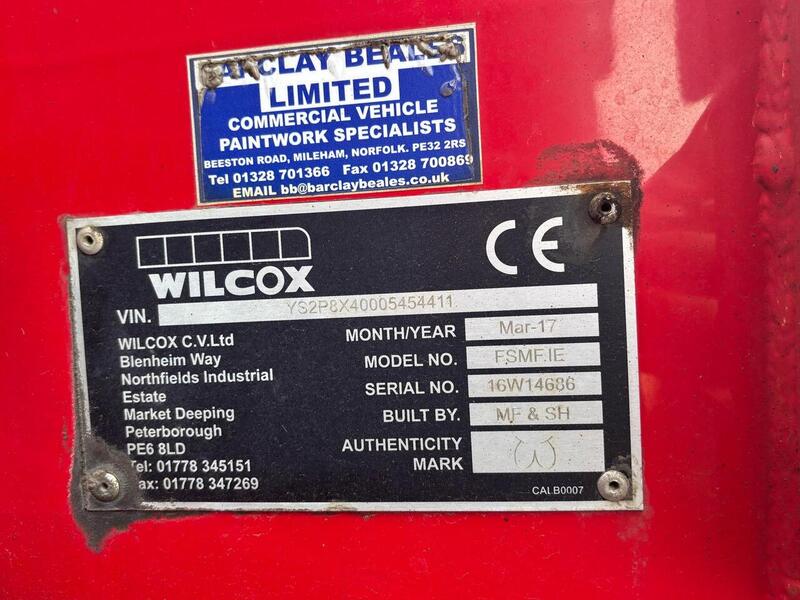 BARCLAY BEALES
LIMITED
COMMERCIAL VEHICLE
PAINTWORK SPECIALISTS
BEESTON ROAD, MILEHAM, NORFOLK. PE32 2RS
Tel 01328 701366 Fax 01328 700869
EMAIL bb@barclaybeales.co.uk
WILCOX
CE
VIN. YS2P8X40005454411
WILCOX C.V.Ltd
Blenheim Way
Northfields Industrial
Estate
Market Deeping
Peterborough
PE6 8LD
Tel: 01778 345151
Fax: 01778 347269
MONTH/YEAR Mar-17
MODEL NO. FSMF.IE
SERIAL NO. 16W14686
BUILT BY. MF & SH
AUTHENTICITY
MARK
CALB0007